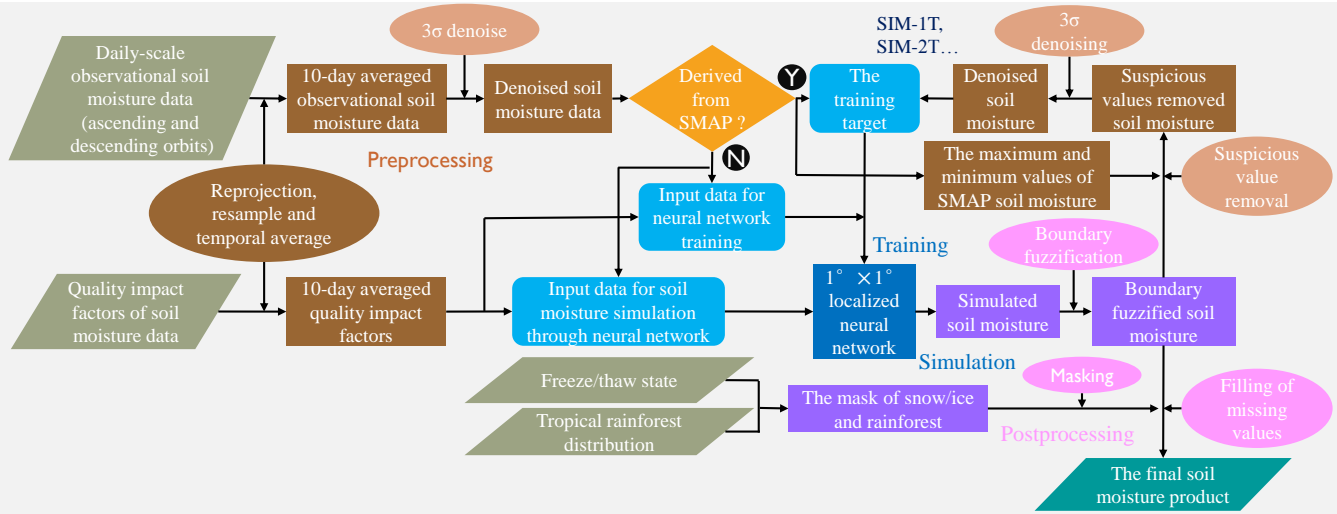 Daily-scale
observational soil
moisture data
(ascending and
descending orbits)
3σ denoise
10-day averaged
observational soil
moisture data
Denoised soil
moisture data
Derived
from
SMAP ?
Y
N
SIM-1T,
SIM-2T…
The
training
target
3σ
denoising
Denoised
soil
moisture
Suspicious
values removed
soil moisture
Preprocessing
Reprojection,
resample and
temporal average
Input data for
neural network
training
The maximum and
minimum values of
SMAP soil moisture
Suspicious
value
removal
Training
Boundary
fuzzification
Quality impact
factors of soil
moisture data
10-day averaged
quality impact
factors
Input data for soil
moisture simulation
through neural network
1° ×1°
localized
neural
network
Simulated
soil moisture
Boundary
fuzzified soil
moisture
Simulation
Freeze/thaw state
Tropical rainforest
distribution
The mask of snow/ice
and rainforest
Masking
Postprocessing
Filling of
missing
values
The final soil
moisture product